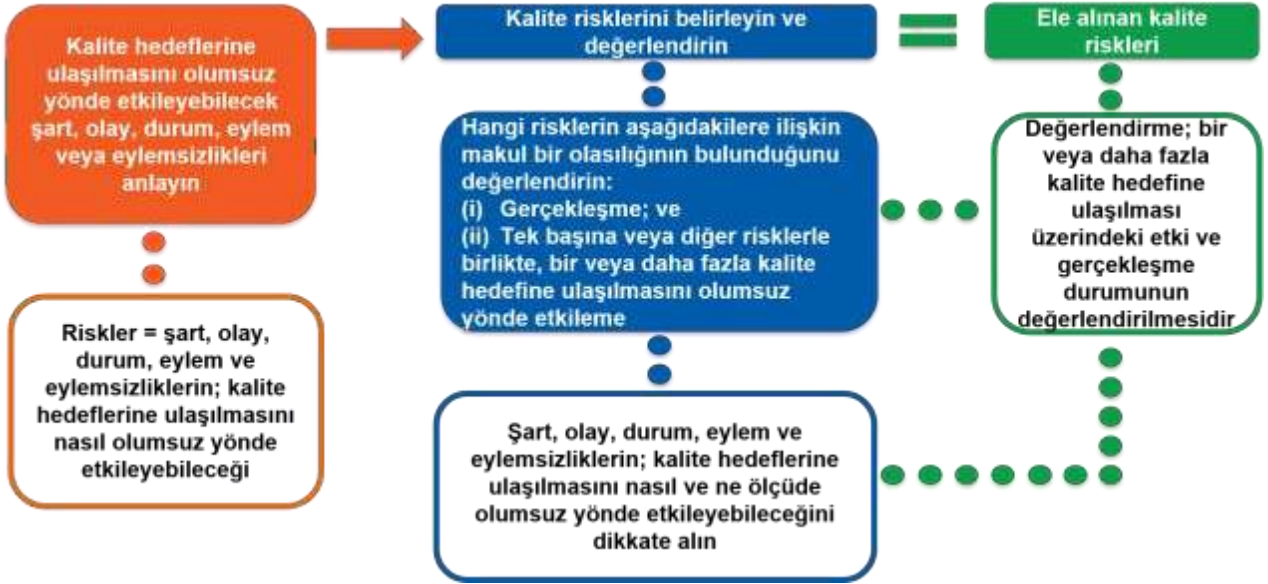 Kalite hedeflerine
ulaşılmasını olumsuz
yönde etkileyebilecek
şart, olay, durum, eylem
veya eylemsizlikleri
anlayın
Riskler = şart, olay,
durum, eylem ve
eylemsizliklerin; kalite
hedeflerine ulaşılmasını
nasıl olumsuz yönde
etkileyebileceği
Kalite risklerini belirleyin ve
değerlendirin
Hangi risklerin aşağıdakilere ilişkin
makul bir olasılığının bulunduğunu
değerlendirin:
(i) Gerçekleşme; ve
(ii) Tek başına veya diğer risklerle
birlikte, bir veya daha fazla kalite
hedefine ulaşılmasını olumsuz
yönde etkileme
Şart, olay, durum, eylem ve
eylemsizliklerin; kalite hedeflerine
ulaşılmasını nasıl ve ne ölçüde
olumsuz yönde etkileyebileceğini
dikkate alın
Ele alınan kalite
riskleri
Değerlendirme; bir
veya daha fazla
kalite hedefine
ulaşılması
üzerindeki etki ve
gerçekleşme
durumunun
değerlendirilmesidir